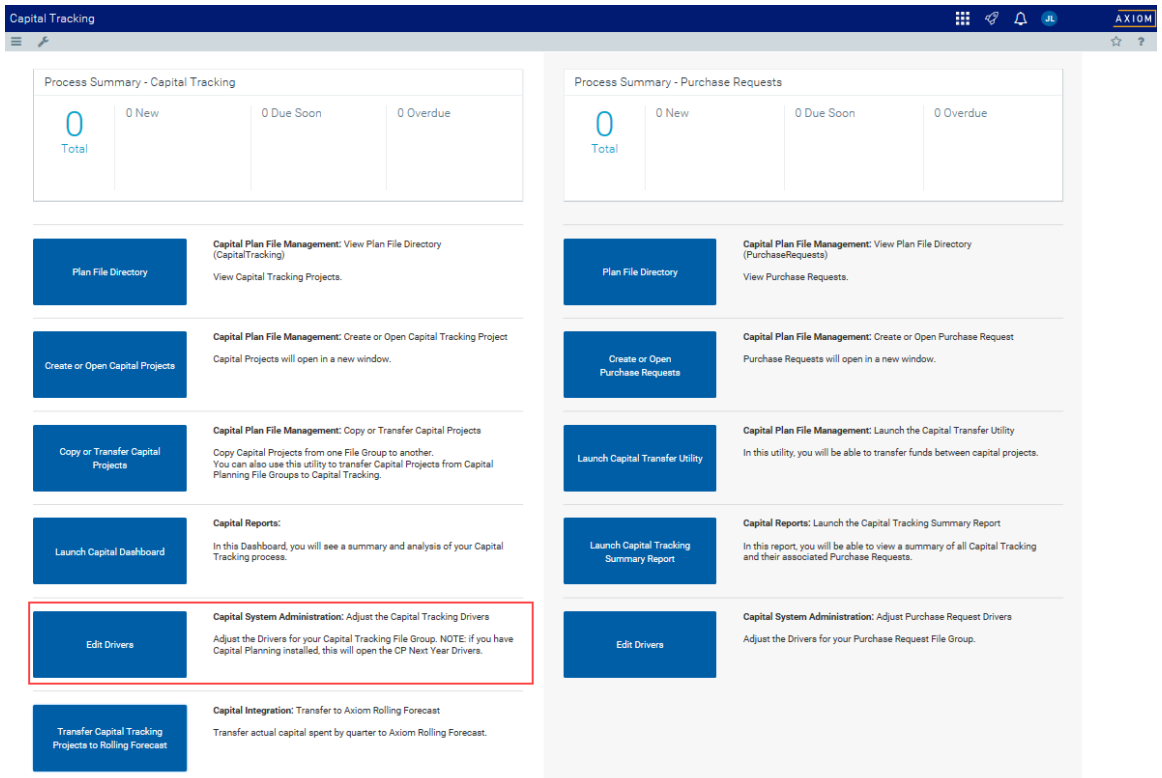 Capital Tracking
JL
AXIOM
?
Process Summary - Capital Tracking
0
Total
0 New
0 Due Soon
0 Overdue
Plan File Directory
Capital Plan File Management: View Plan File Directory
(CapitalTracking)
View Capital Tracking Projects.
Create or Open Capital Projects
Capital Plan File Management: Create or Open Capital Tracking Project
Capital Projects will open in a new window.
Copy or Transfer Capital
Projects
Capital Plan File Management: Copy or Transfer Capital Projects
Copy Capital Projects from one File Group to another.
You can also use this utility to transfer Capital Projects from Capital
Planning File Groups to Capital Tracking.
Launch Capital Dashboard
Capital Reports:
In this Dashboard, you will see a summary and analysis of your Capital
Tracking process.
Edit Drivers
Capital System Administration: Adjust the Capital Tracking Drivers
Adjust the Drivers for your Capital Tracking File Group. NOTE: if you have
Capital Planning installed, this will open the CP Next Year Drivers.
Transfer Capital Tracking
Projects to Rolling Forecast
Capital Integration: Transfer to Axiom Rolling Forecast
Transfer actual capital spent by quarter to Axiom Rolling Forecast.
Process Summary - Purchase Requests
0
Total
0 New
0 Due Soon
0 Overdue
Plan File Directory
Capital Plan File Management: View Plan File Directory
(PurchaseRequests)
View Purchase Requests.
Create or Open
Purchase Requests
Capital Plan File Management: Create or Open Purchase Request
Purchase Requests will open in a new window.
Launch Capital Transfer Utility
Capital Plan File Management: Launch the Capital Transfer Utility
In this utility, you will be able to transfer funds between capital projects.
Launch Capital Tracking
Summary Report
Capital Reports: Launch the Capital Tracking Summary Report
In this report, you will be able to view a summary of all Capital Tracking
and their associated Purchase Requests.
Edit Drivers
Capital System Administration: Adjust Purchase Request Drivers
Adjust the Drivers for your Purchase Request File Group.